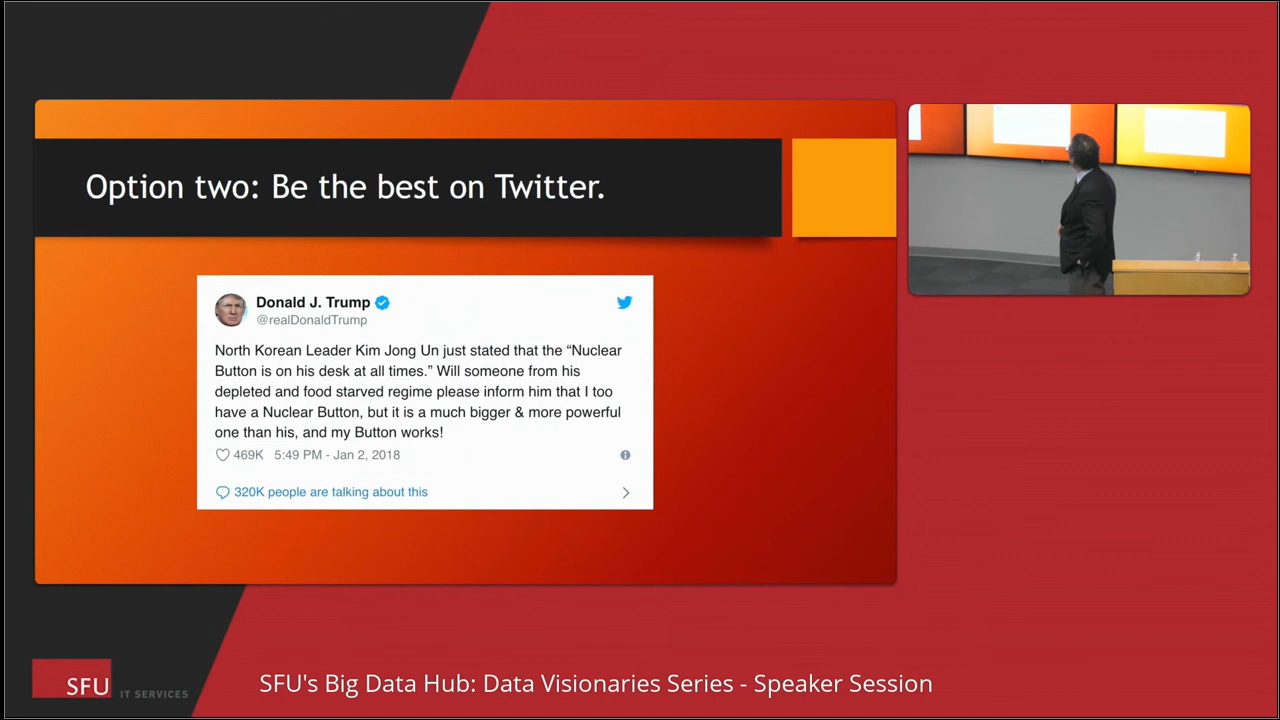 Option two: Be the best on Twitter.
Donald J. Trump
@realDonaldTrump
North Korean Leader Kim Jong Un just stated that the “Nuclear
Button is on his desk at all times.” Will someone from his
depleted and food starved regime please inform him that I too
have a Nuclear Button, but it is a much bigger & more powerful
one than his, and my Button works!
469K 5:49 PM - Jan 2, 2018
320K people are talking about this
SFU IT SERVICES
SFU's Big Data Hub: Data Visionaries Series - Speaker Session